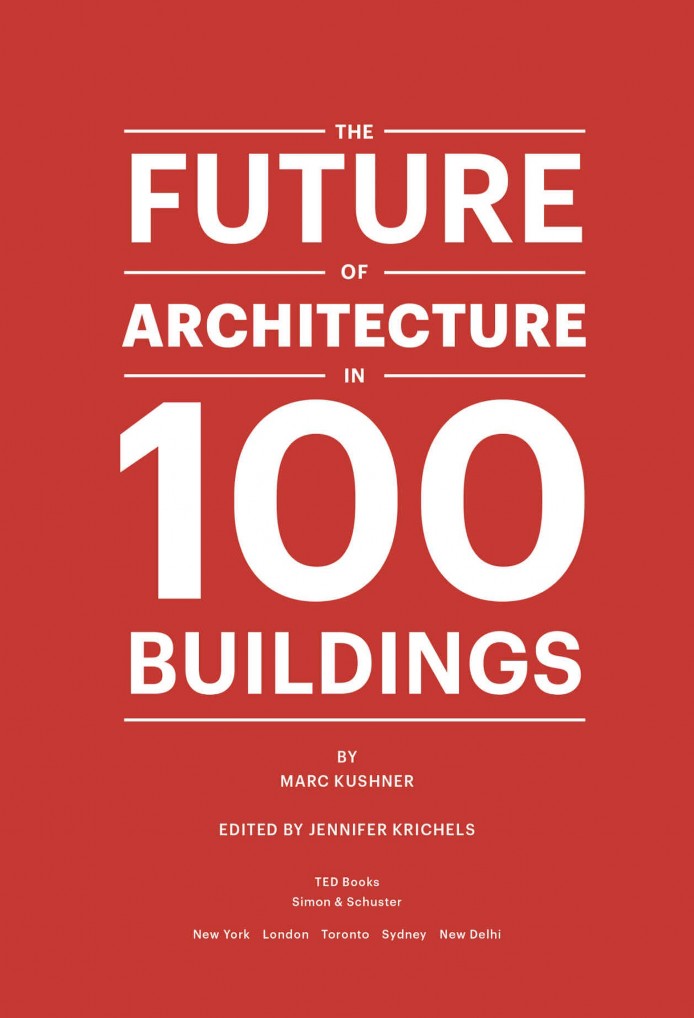 THE
FUTURE
OF
ARCHITECTURE
IN
100
BUILDINGS
BY
MARC KUSHNER
EDITED BY JENNIFER KRICHELS
TED Books
Simon & Schuster
New York London Toronto Sydney New Delhi